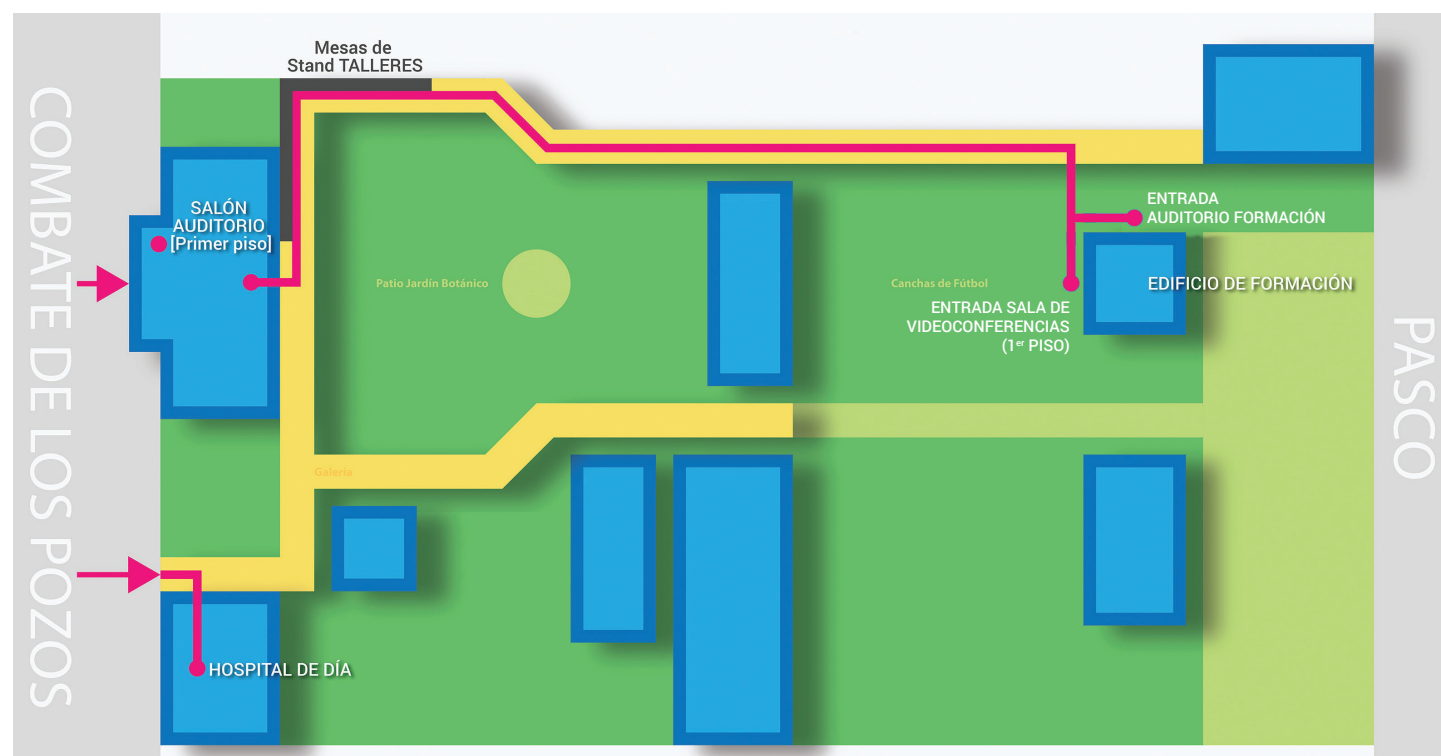 COMBATE DE LOS POZOS
Mesas de
Stand TALLERES
SALÓN
AUDITORIO
[Primer piso]
ENTRADA
AUDITORIO FORMACIÓN
Patio Jardín Botánico
Canchas de Fútbol
EDIFICIO DE FORMACIÓN
ENTRADA SALA DE
VIDEOCONFERENCIAS
(1er PISO)
PASCO
Galería
HOSPITAL DE DÍA